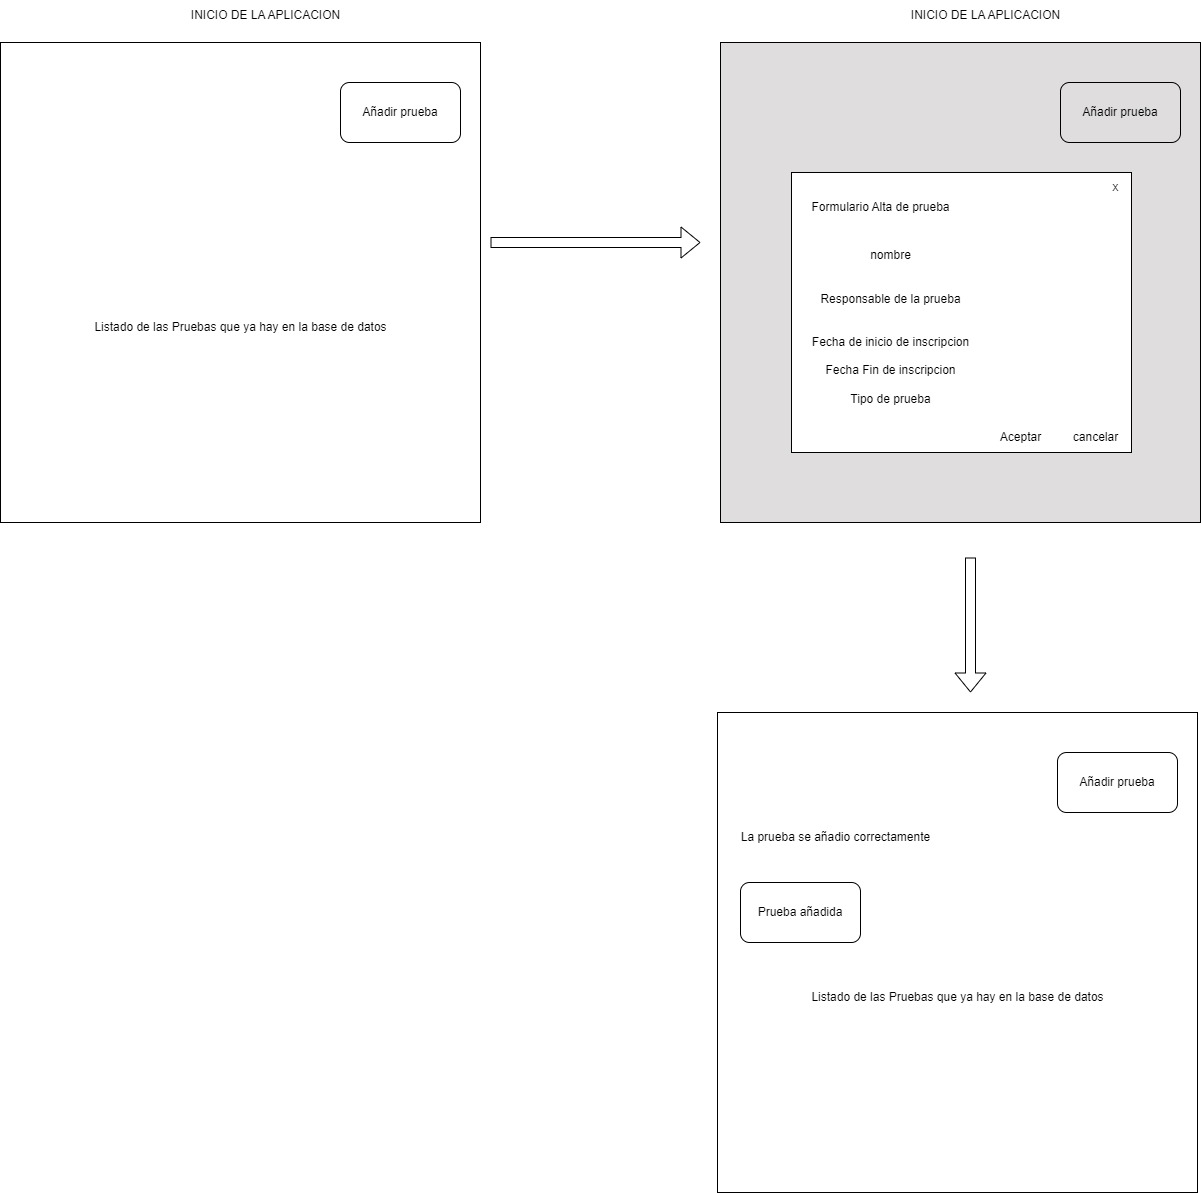 INICIO DE LA APLICACION
Añadir prueba
Listado de las Pruebas que ya hay en la base de datos
INICIO DE LA APLICACION
Añadir prueba
x
Formulario Alta de prueba
nombre
Responsable de la prueba
Fecha de inicio de inscripcion
Fecha Fin de inscripcion
Tipo de prueba
Aceptar cancelar
Añadir prueba
La prueba se añadio correctamente
Prueba añadida
Listado de las Pruebas que ya hay en la base de datos